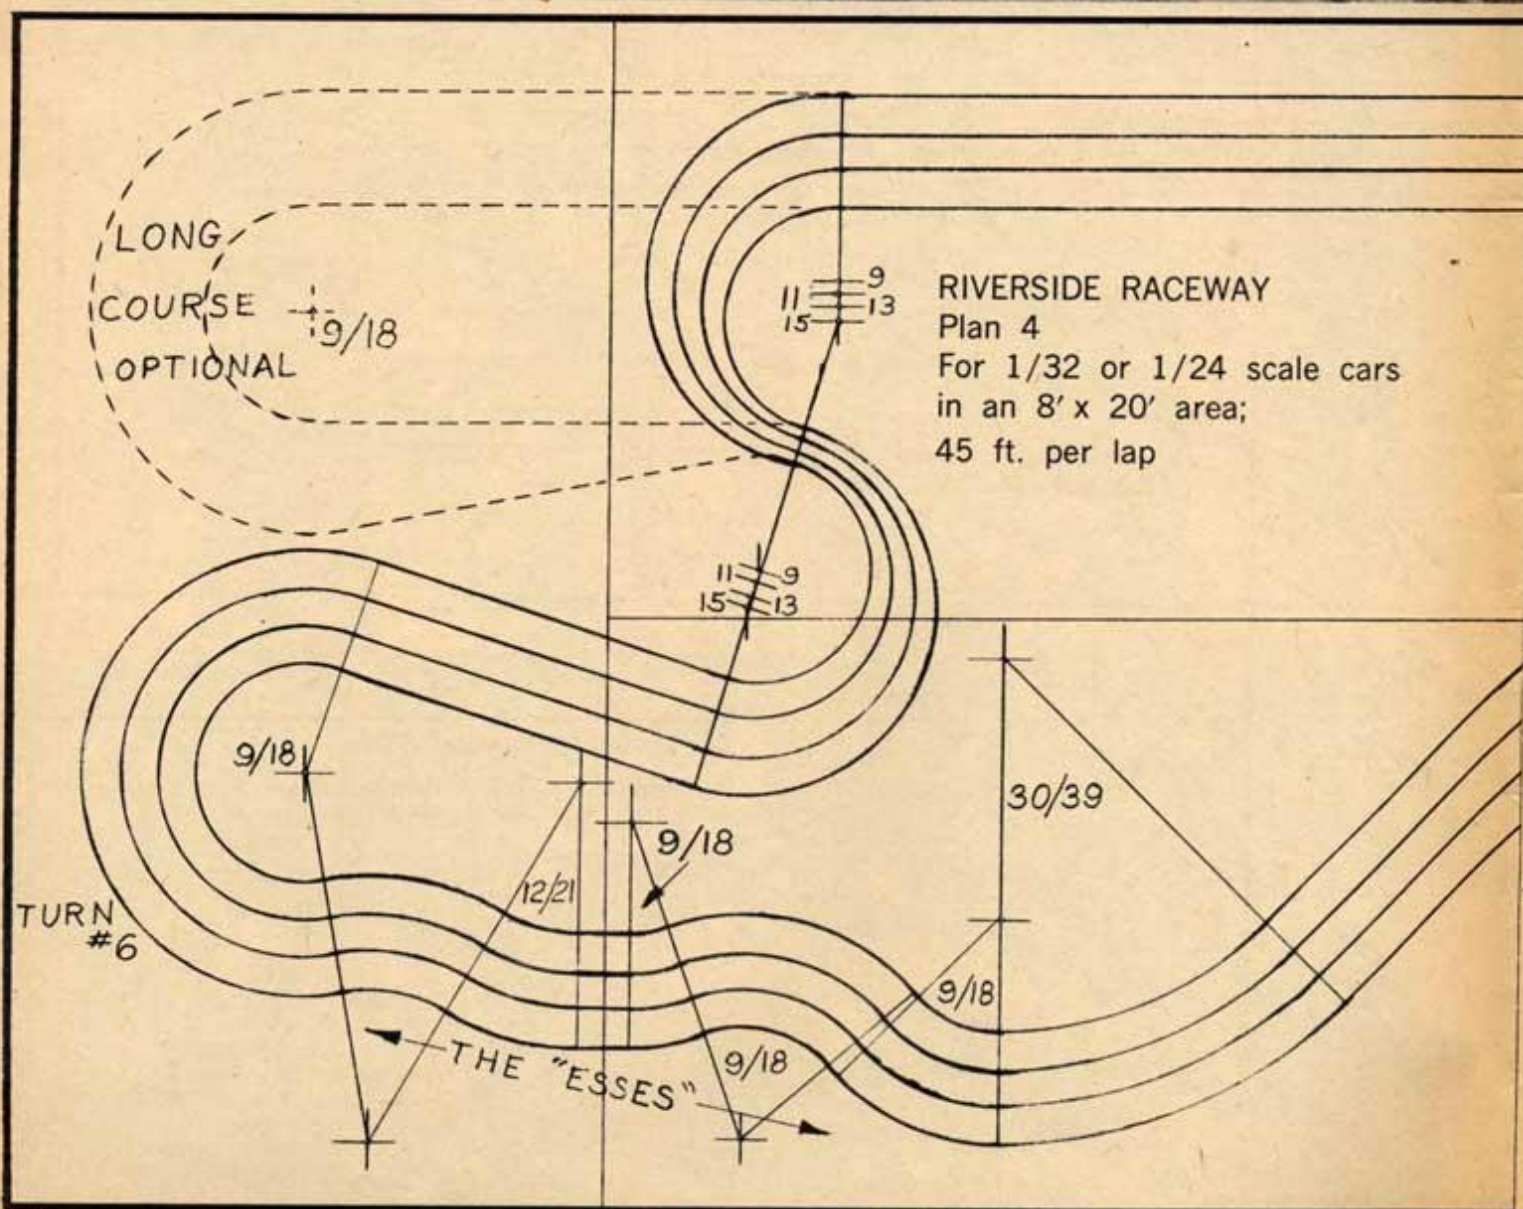 LONG
COURSE
OPTIONAL
9/18
9
11
13
15
RIVERSIDE RACEWAY
Plan 4
For 1/32 or 1/24 scale cars
in an 8' x 20' area;
45 ft. per lap
11
9
15
13
9/18
9/18
30/39
12/21
TURN
#6
9/18
THE "ESSES"
9/18